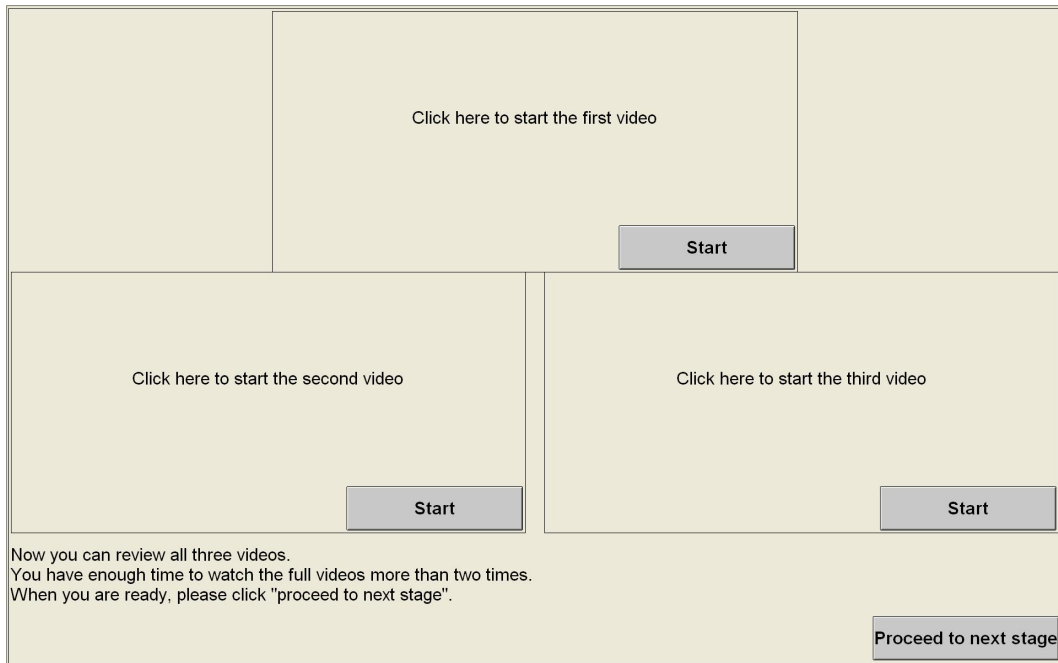 Click here to start the first video
Start
Click here to start the second video
Start
Click here to start the third video
Start
Now you can review all three videos.
You have enough time to watch the full videos more than two times.
When you are ready, please click "proceed to next stage".
Proceed to next stage